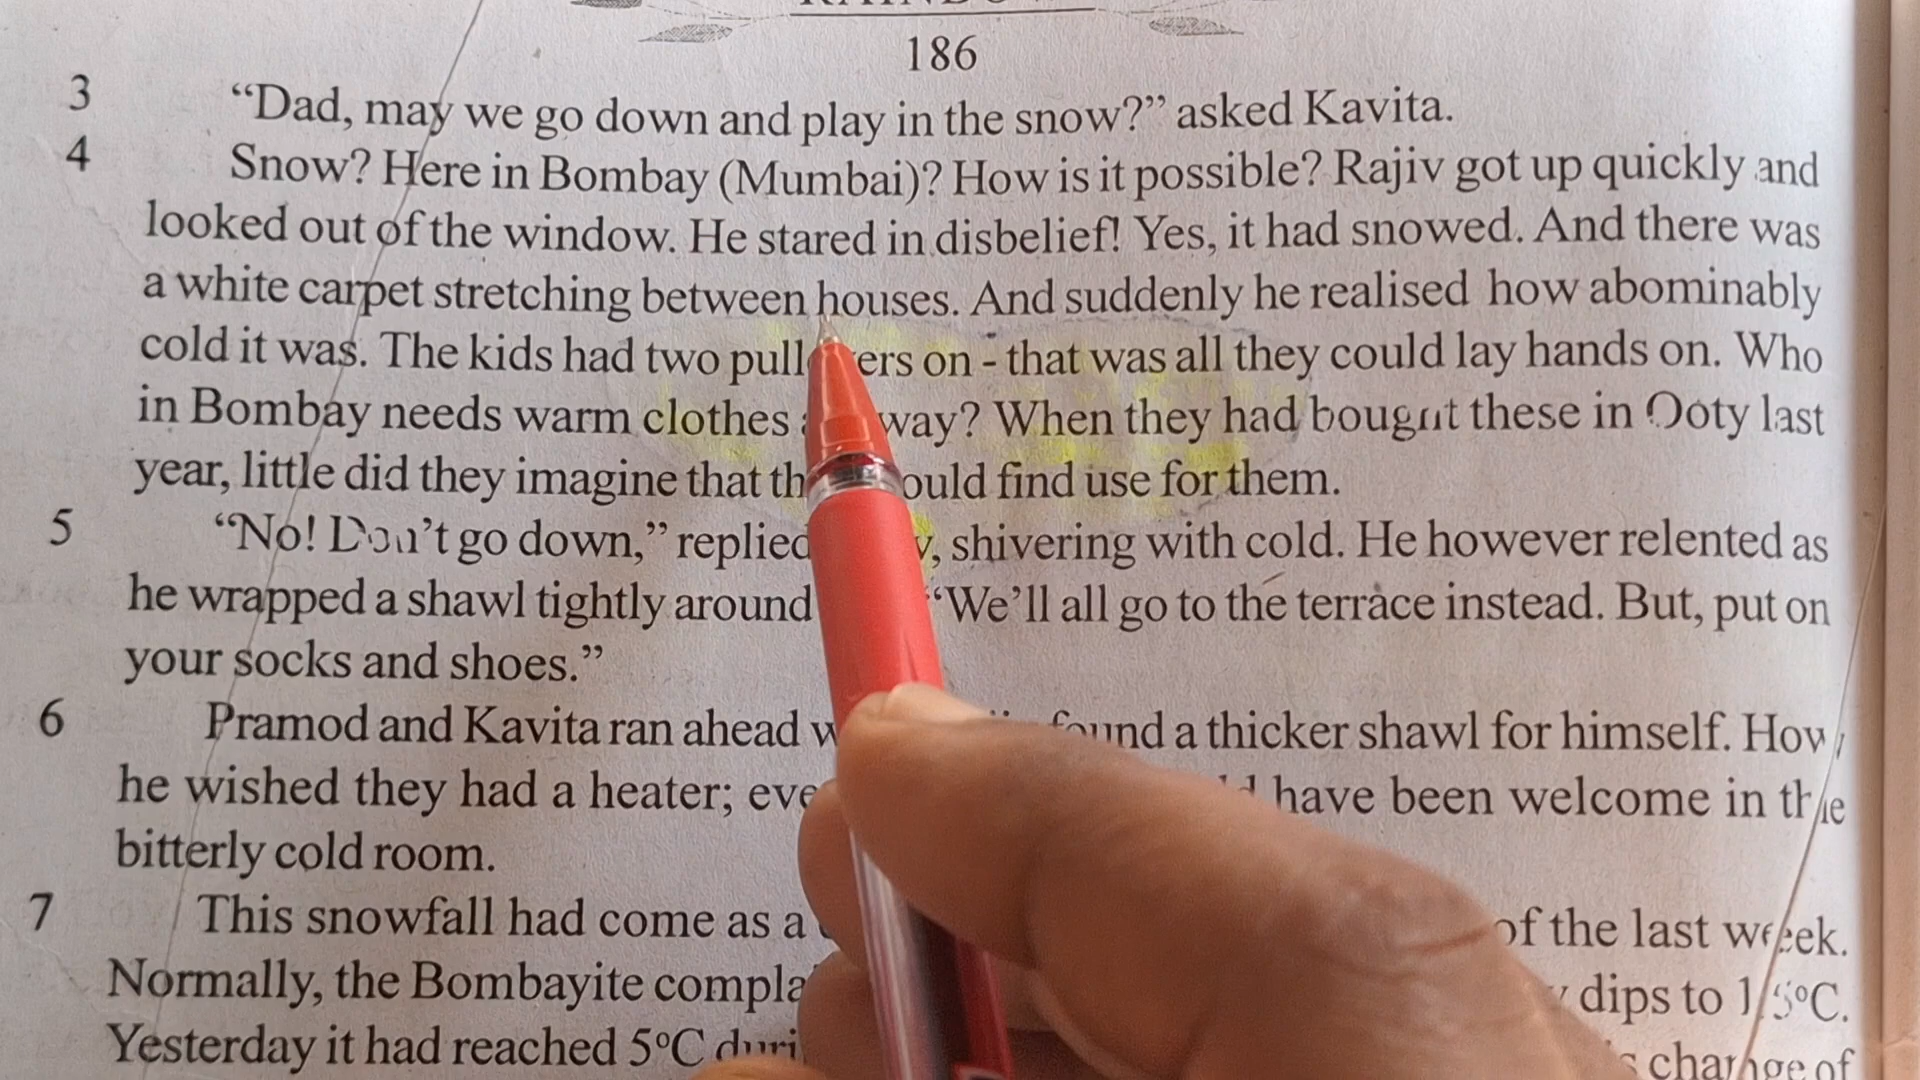 186
3 “Dad, may we go down and play in the snow?” asked Kavita.
4 Snow? Here in Bombay (Mumbai)? How is it possible? Rajiv got up quickly and
looked out of the window. He stared in disbelief! Yes, it had snowed. And there was
a white carpet stretching between houses. And suddenly he realised how abominably
cold it was. The kids had two on - that was all they could lay hands on. Who
in Bombay needs warm clothes When they had bought these in Ooty last
year, little did they imagine that find use for them.
5 “No! Don’t go down,” replied shivering with cold. He however relented as
he wrapped a shawl tightly around “We’ll all go to the terrace instead. But, put on
your socks and shoes.”
6 Pramod and Kavita ran ahead found a thicker shawl for himself. How
he wished they had a heater; have been welcome in the
bitterly cold room.
7 This snowfall had come as a of the last week.
Normally, the Bombayite dips to 15°C.
Yesterday it had reached 5°C change of